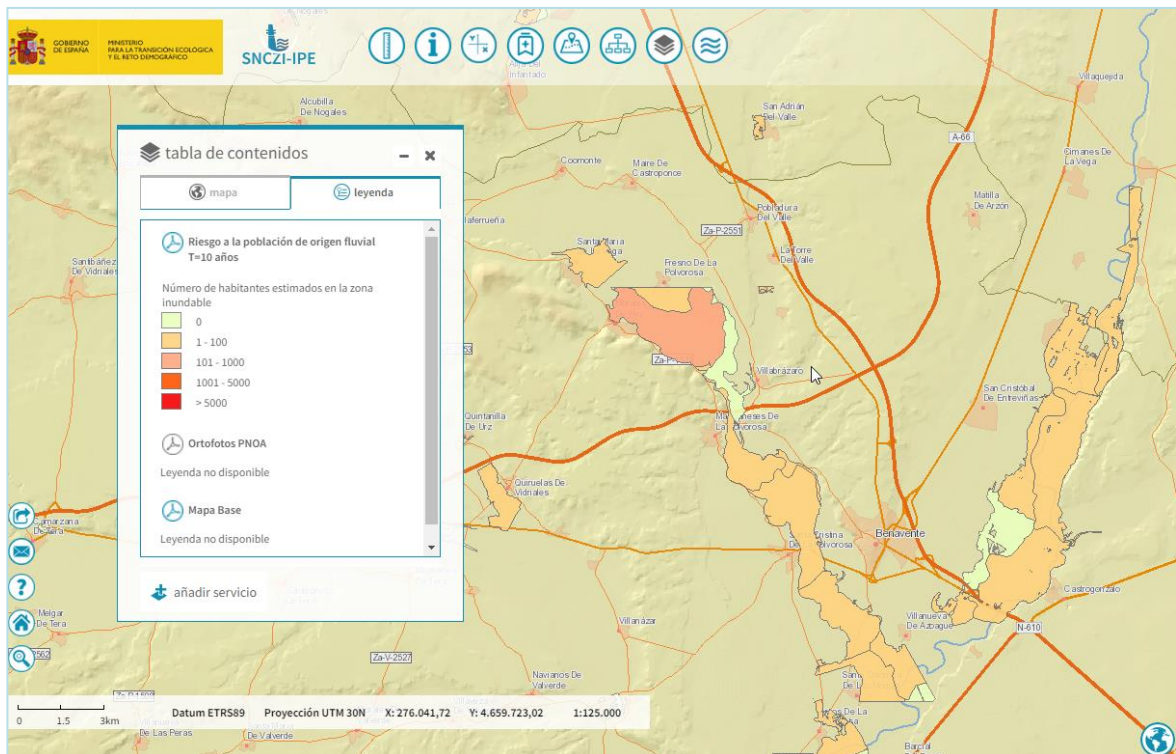 GOBIERNO
DE ESPAÑA
MINISTERIO
PARA LA TRANSICIÓN ECOLÓGICA
Y EL RETO DEMOGRÁFICO
SNCZI-IPE
Infantado
Alcubilla
De Nogales
San Adrián
Del Valle
Villaquejida
A-66
Cimanes De
La Vega
tabla de contenidos
mapa
leyenda
Coomonte
Maire De
Castroponce
Matilla
De Arzón
Pobladura
Del Valle
Za-P-2551
La Torre
Del Valle
Fresno De La
Polvorosa
Santibáñez
De Vidriales
Riesgo a la población de origen fluvial
T=10 años
Número de habitantes estimados en la zona
inundable
0
1 - 100
101 - 1000
1001 - 5000
> 5000
Villabrázaro
San Cristóbal
De Entreviñas
Quintanilla
De Urz
La Polvorosa
Ortofotos PNOA
Leyenda no disponible
Quiruelas De
Vidriales
Mapa Base
Leyenda no disponible
Camarzana
De Tera
Benavente
añadir servicio
Castrogonzalo
Melgar
De Tera
Villanázar
Villanueva
De Azoague
N-610
Za-V-2527
Navianos De
Valverde
0 1.5 3km
Datum ETRS89 Proyección UTM 30N X: 276.041,72 Y: 4.659.723,02 1:125.000
De Las Peras
De Valverde
Barcial